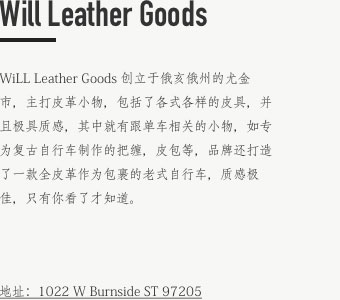 Will Leather Goods
WiLL Leather Goods 创立于俄亥俄州的尤金
市，主打皮革小物，包括了各式各样的皮具，并
且极具质感，其中就有跟单车相关的小物，如专
为复古自行车制作的把缠，皮包等，品牌还打造
了一款全皮革作为包裹的老式自行车，质感极
佳，只有你看了才知道。
地址：1022 W Burnside ST 97205